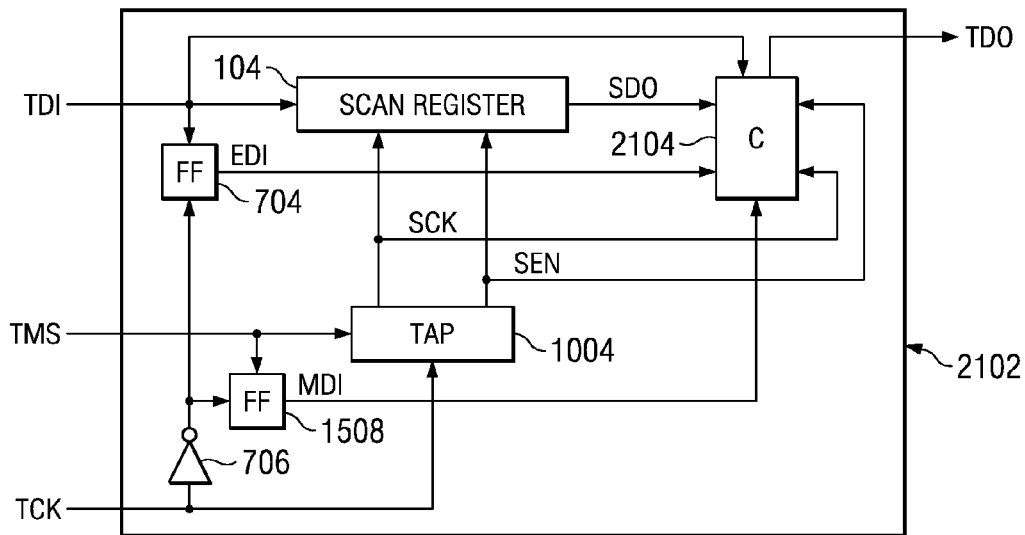 TDO
104
SCAN REGISTER
SDO
TDI
2104
C
FF
EDI
704
SCK
SEN
TMS
TAP
1004
2102
FF
MDI
1508
706
TCK